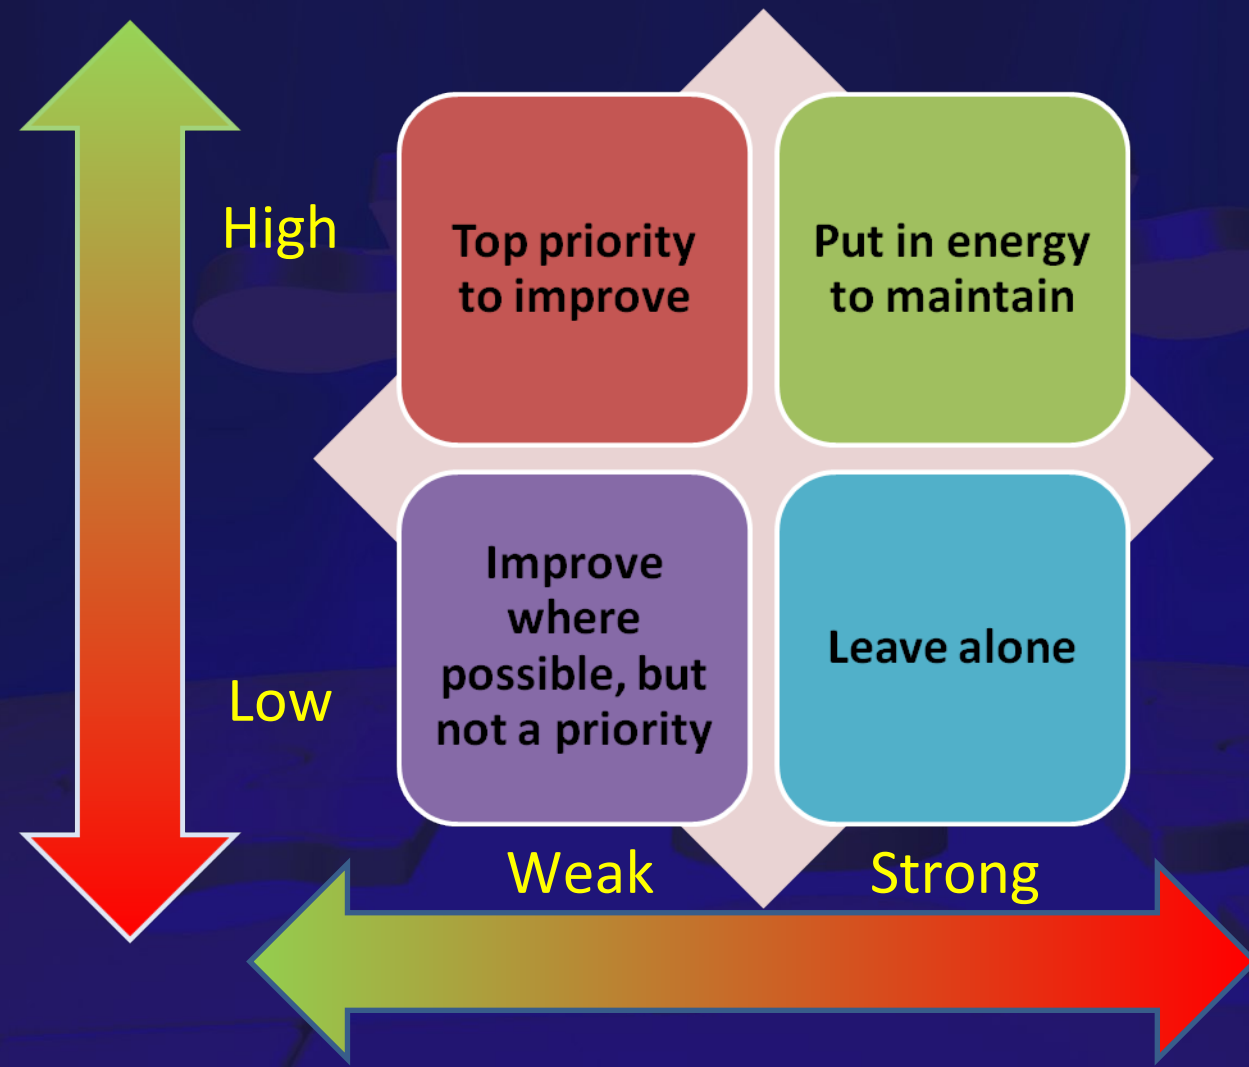 High
Top priority
to improve
Put in energy
to maintain
Low
Improve
where
possible, but
not a priority
Leave alone
Weak
Strong